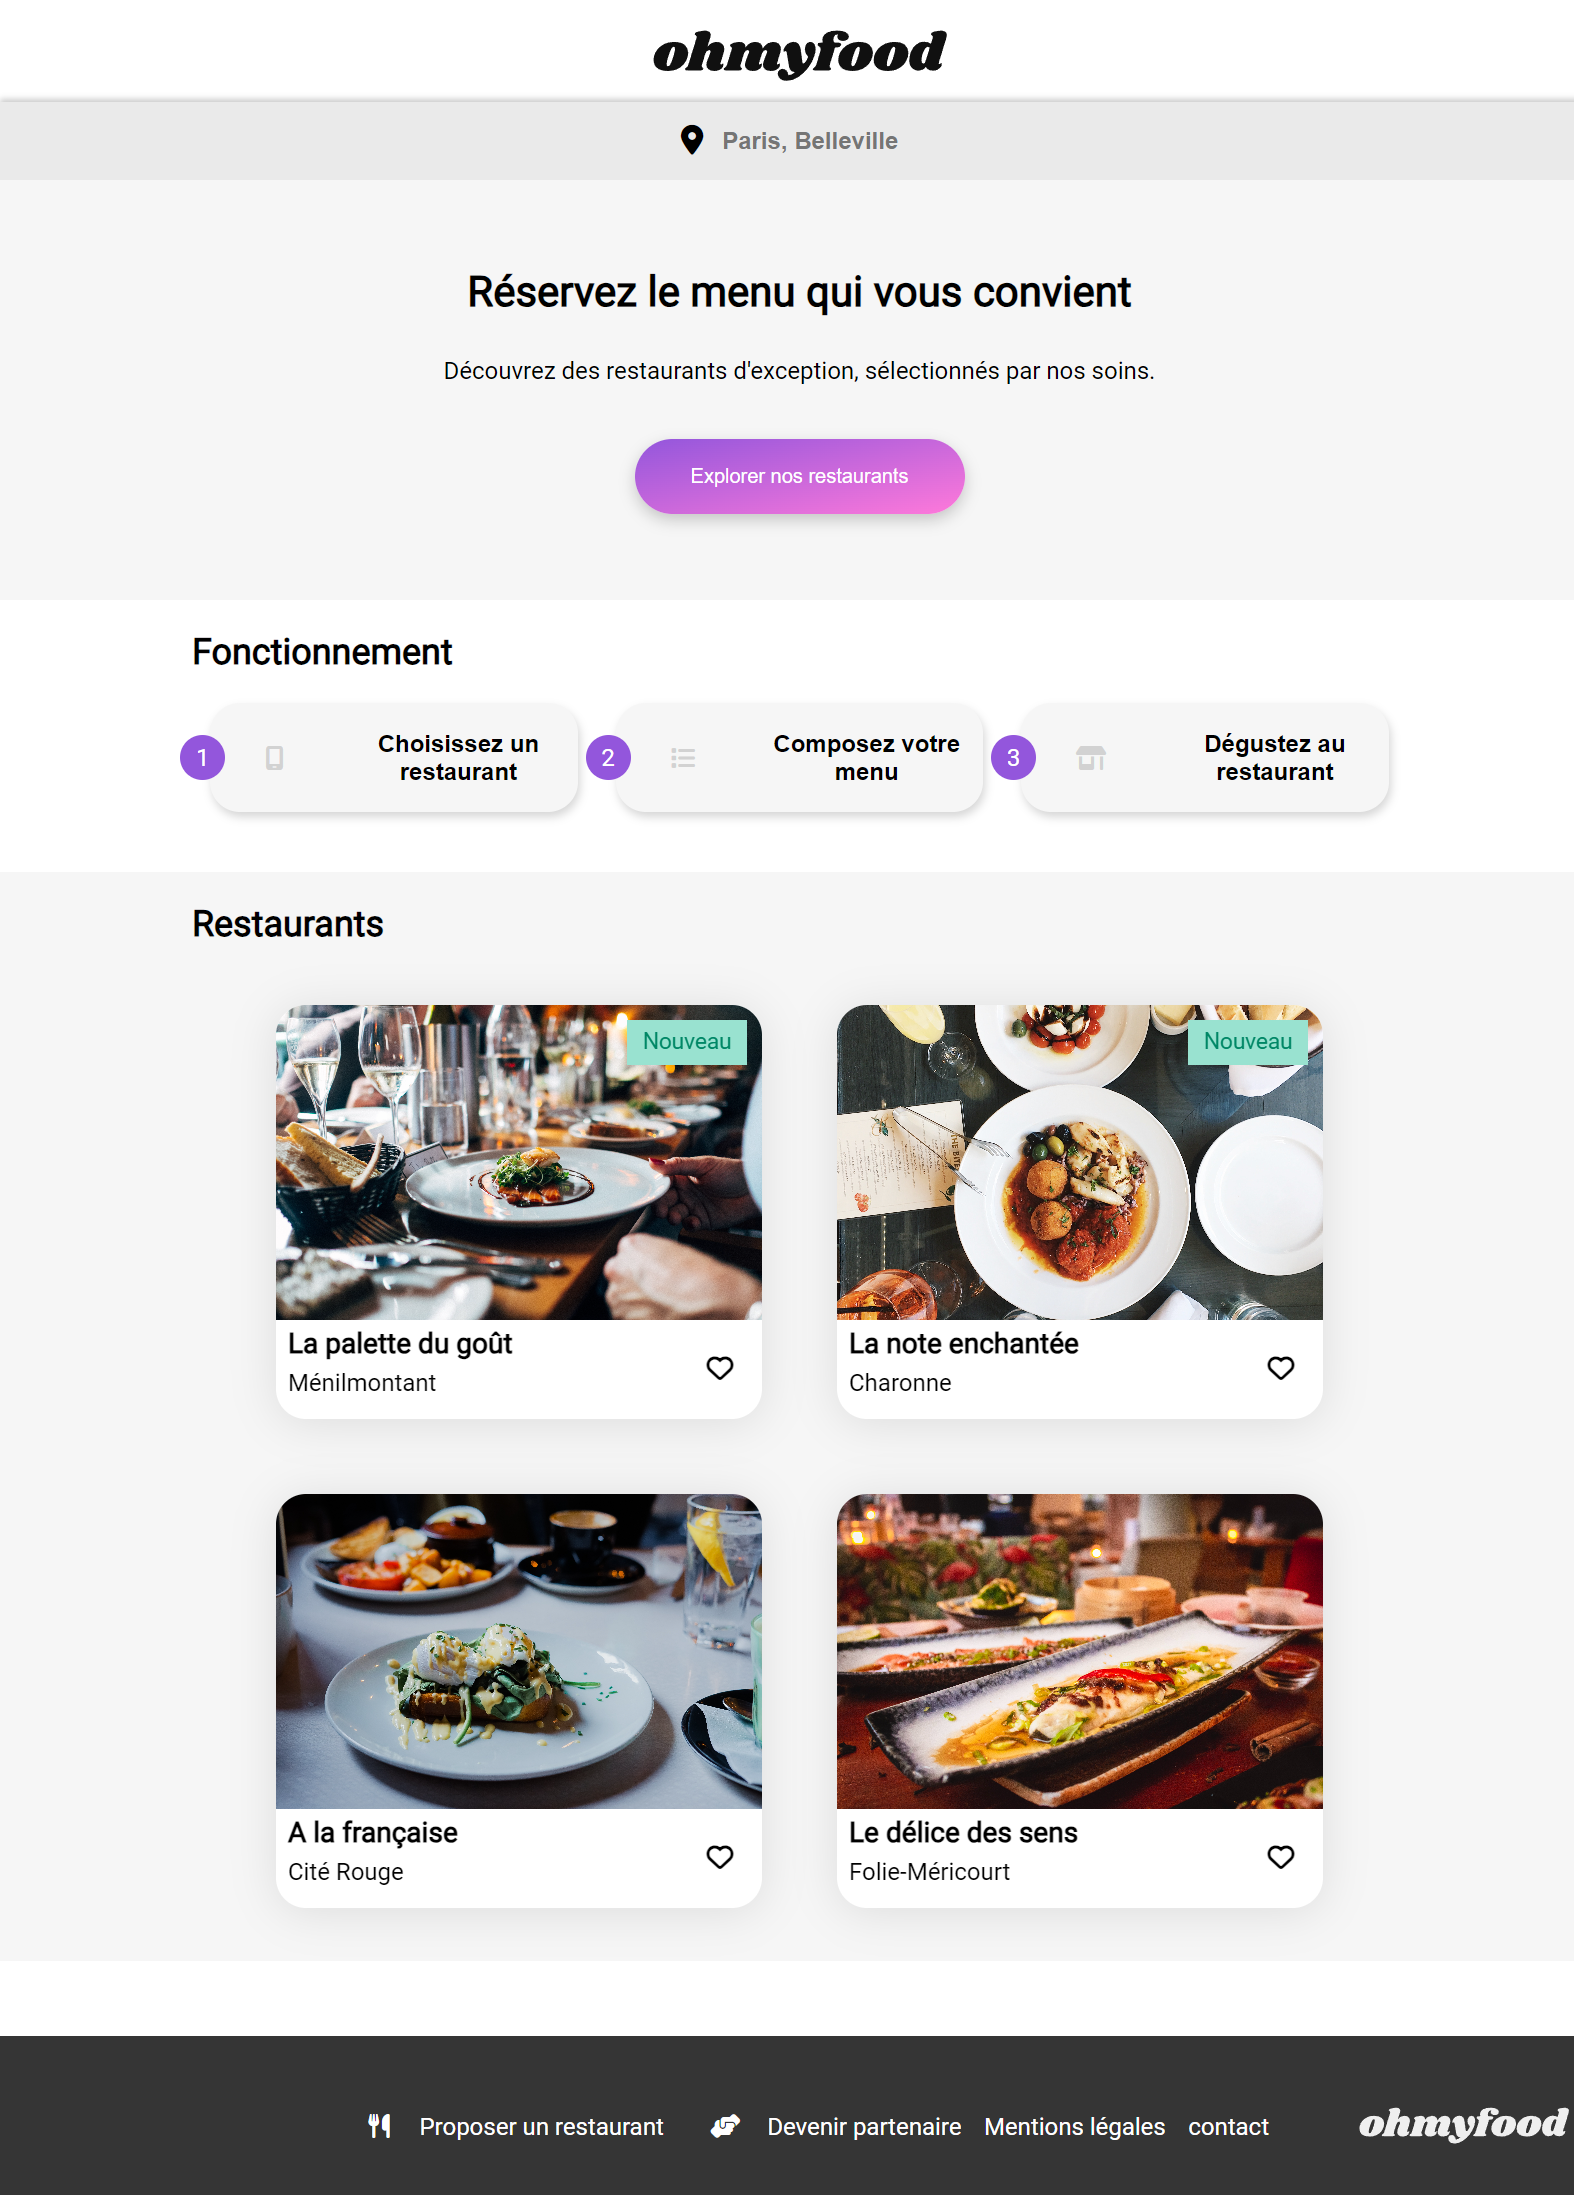 ohmyfood
Paris, Belleville
Réservez le menu qui vous convient
Découvrez des restaurants d'exception, sélectionnés par nos soins.
Explorer nos restaurants
Fonctionnement
1
Choisissez un
restaurant
2
Composez votre
menu
3
Dégustez au
restaurant
Restaurants
Nouveau
La palette du goût
Ménilmontant
Nouveau
La note enchantée
Charonne
A la française
Cité Rouge
Le délice des sens
Folie-Méricourt
Proposer un restaurant
Devenir partenaire
Mentions légales
contact
ohmyfood